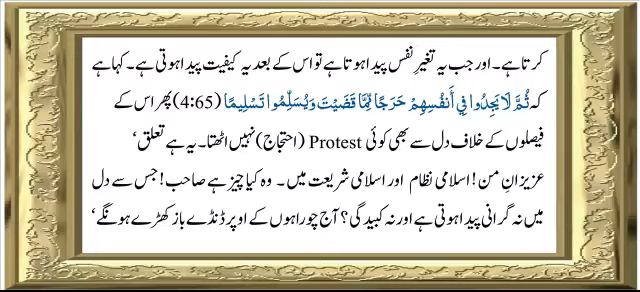 کرتا ہے۔ اور جب یہ تغیرِ نفس پیدا ہوتا ہے تو اس کے بعد یہ کیفیت پیدا ہوتی ہے۔ کہا ہے
کہ ثُمَّ لَا يَجِدُوا فِي أَنفُسِهِمْ حَرَجًا مِّمَّا قَضَيْتَ وَيُسَلِّمُوا تَسْلِيمًا (4:65) پھر اس کے
فیصلوں کے خلاف دل سے بھی کوئی Protest (احتجاج) نہیں اٹھتا۔ یہ ہے تعلق‘
عزیزانِ من! اسلامی نظام اور اسلامی شریعت میں۔ وہ کیا چیز ہے صاحب! جس سے دل
میں نہ گرانی پیدا ہوتی ہے اور نہ کبیدگی؟ آج چوراہوں کے اوپر ڈنڈے باز کھڑے ہونگے‘